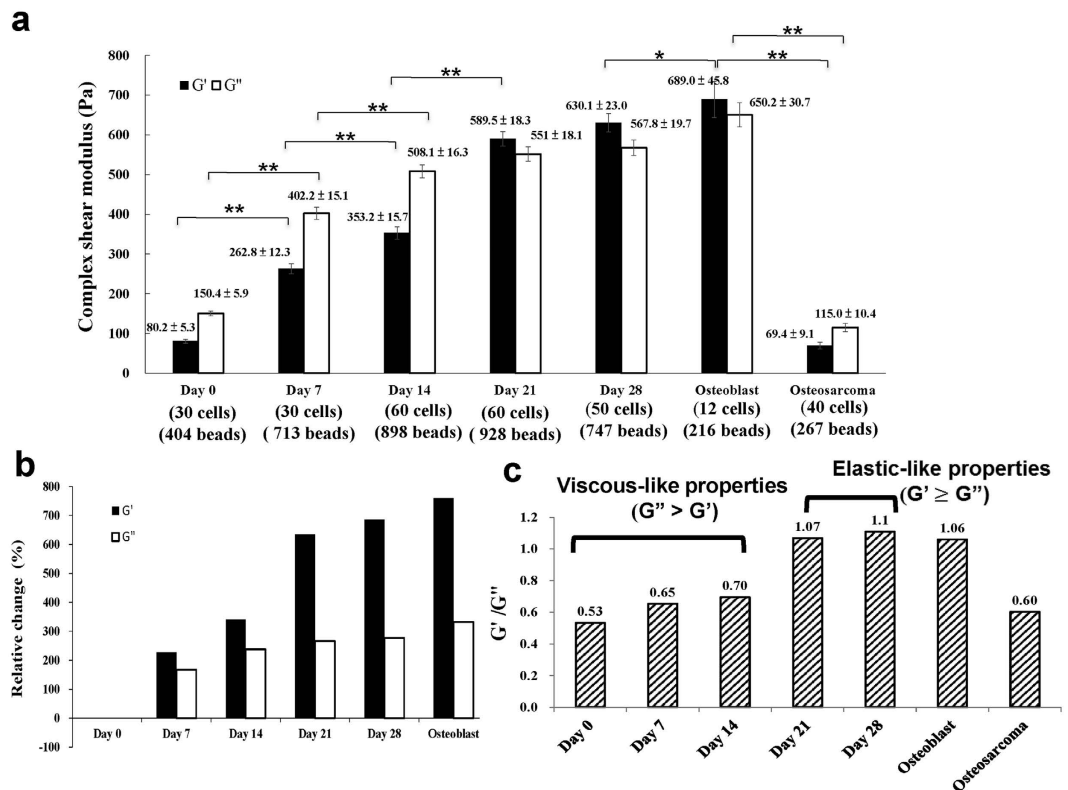 a
Complex shear modulus (Pa)
800
700
600
500
400
300
200
100
0
G' G''
**
**
**
**
**
*
**
**
80.2 ± 5.3
150.4 ± 5.9
262.8 ± 12.3
402.2 ± 15.1
353.2 ± 15.7
508.1 ± 16.3
589.5 ± 18.3
551 ± 18.1
630.1 ± 23.0
567.8 ± 19.7
689.0 ± 45.8
650.2 ± 30.7
69.4 ± 9.1
115.0 ± 10.4
Day 0 Day 7 Day 14 Day 21 Day 28 Osteoblast Osteosarcoma
(30 cells) (30 cells) (60 cells) (60 cells) (50 cells) (12 cells) (40 cells)
(404 beads) ( 713 beads) (898 beads) ( 928 beads) (747 beads) (216 beads) (267 beads)
b
Relative change (%)
800
700
600
500
400
300
200
100
0
-100
G'
G''
Day 0 Day 7 Day 14 Day 21 Day 28 Osteoblast
c
Viscous-like properties
(G” > G’)
Elastic-like properties
(G’ ≥ G”)
G' /G''
1.2
1.0
0.8
0.6
0.4
0.2
0.0
0.53
0.65
0.70
1.07
1.1
1.06
0.60
Day 0
Day 7
Day 14
Day 21
Day 28
Osteoblast
Osteosarcoma